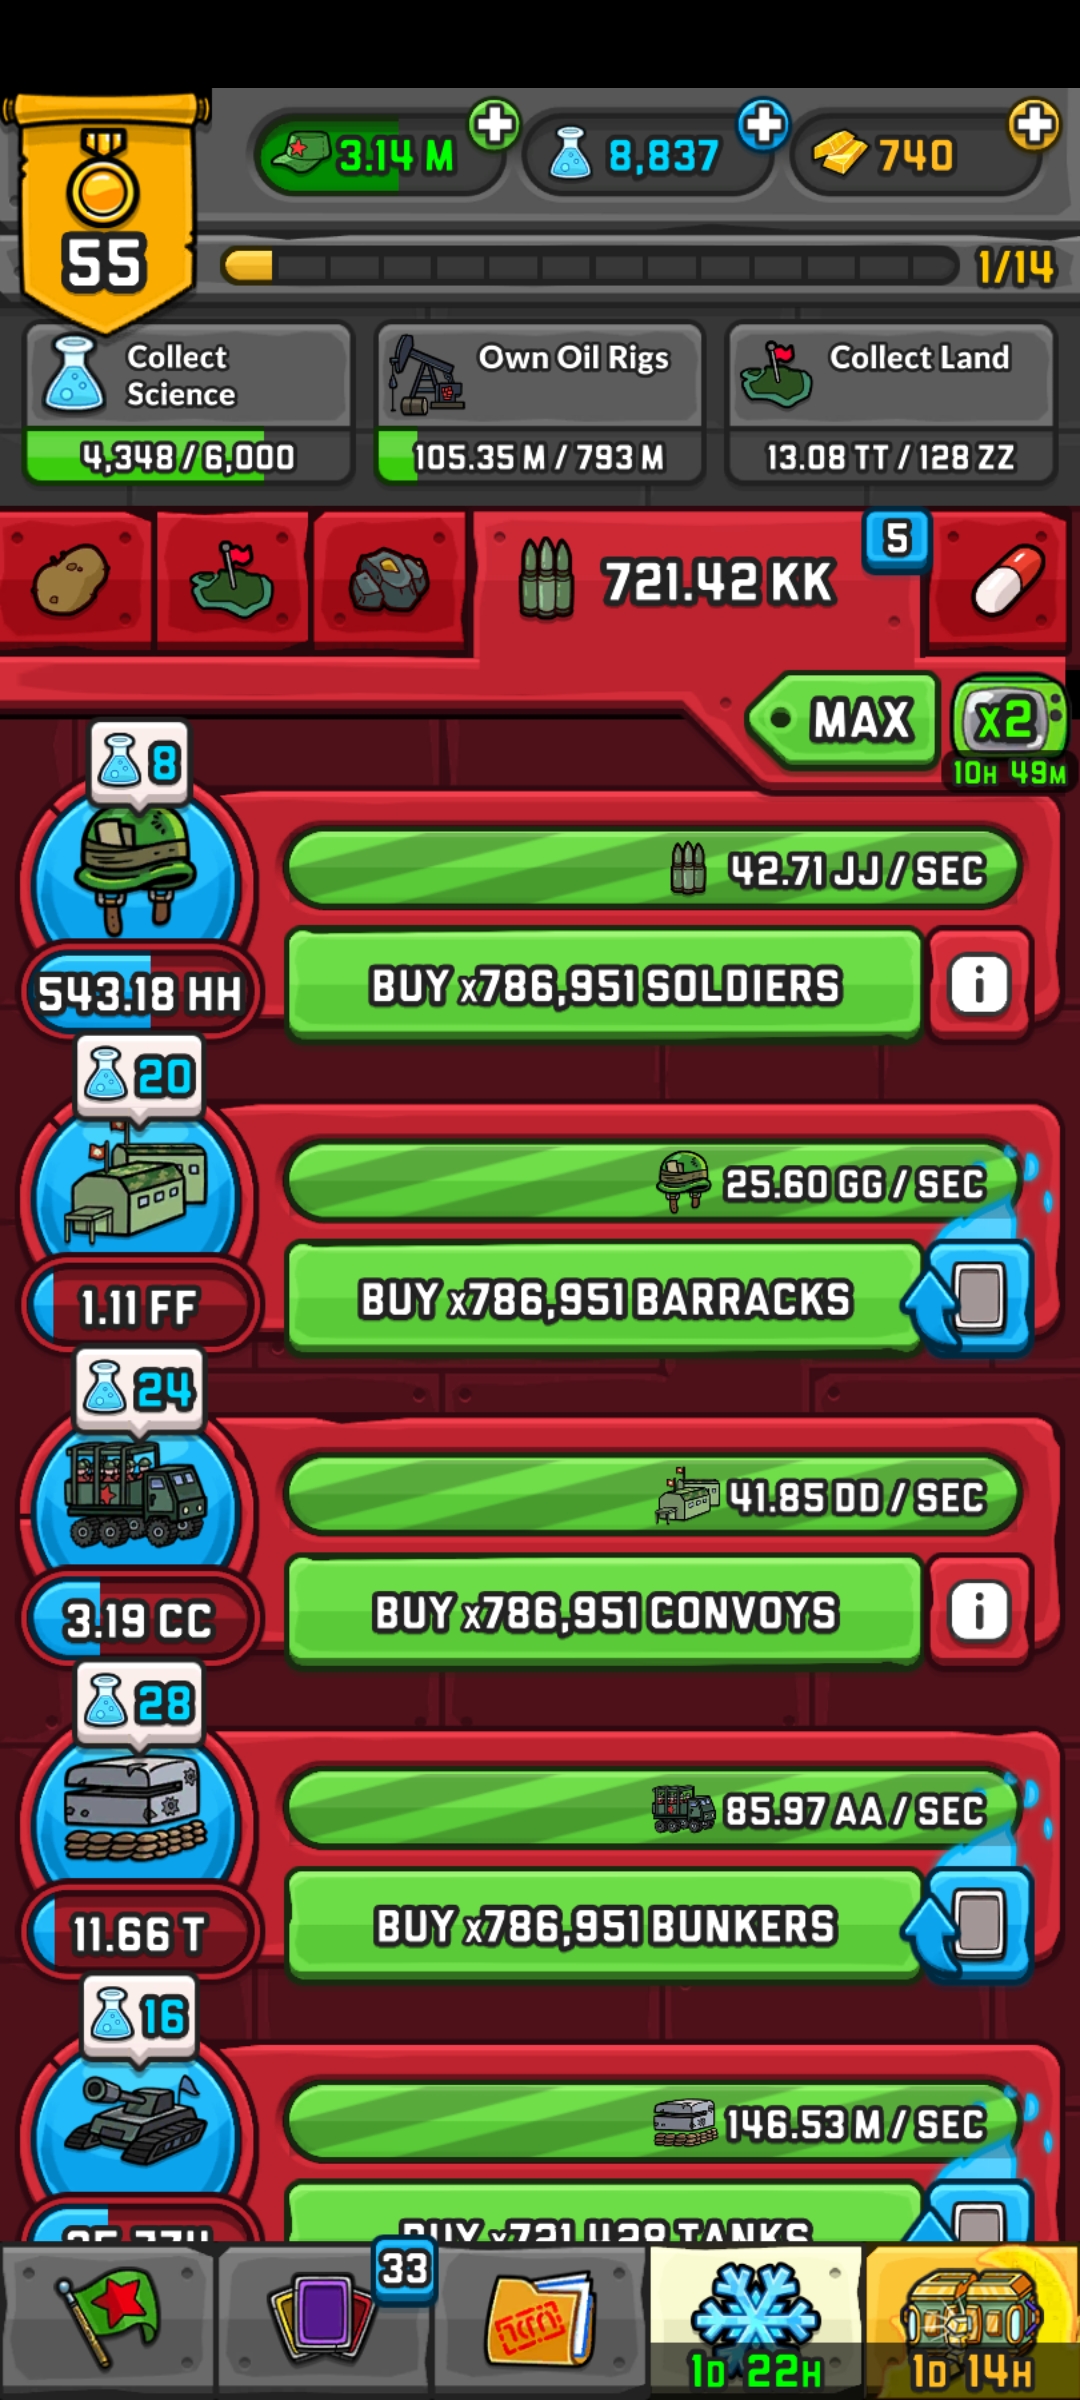 55
3.14 M
8,837
740
1/14
Collect Science
4,348 / 6,000
Own Oil Rigs
105.35 M / 793 M
Collect Land
13.08 TT / 128 ZZ
721.42 KK
5
MAX
x2
10H 49M
8
543.18 HH
42.71 JJ / SEC
BUY x786,951 SOLDIERS
i
20
1.11 FF
25.60 GG / SEC
BUY x786,951 BARRACKS
24
3.19 CC
41.85 DD / SEC
BUY x786,951 CONVOYS
i
28
11.66 T
85.97 AA / SEC
BUY x786,951 BUNKERS
16
146.53 M / SEC
BUY x721,428 TANKS
33
1D 22H
1D 14H